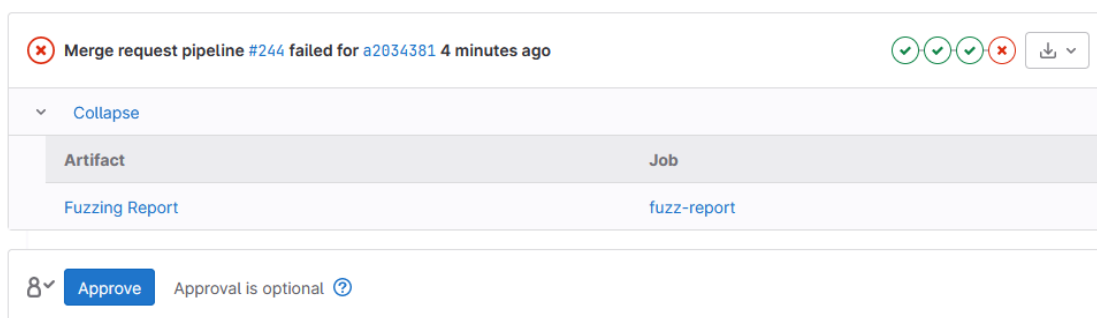 Merge request pipeline #244 failed for a2034381 4 minutes ago
Collapse
Artifact Job
Fuzzing Report fuzz-report
Approve Approval is optional ?